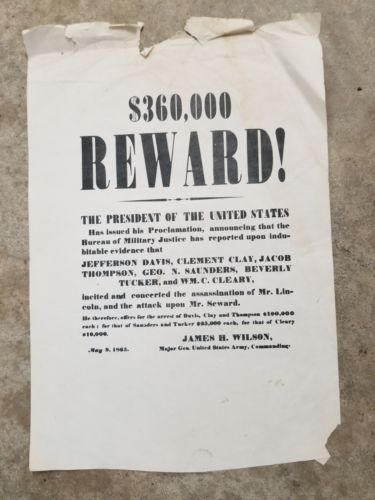 $360,000
REWARD!
THE PRESIDENT OF THE UNITED STATES
Has issued his Proclamation, announcing that the
Bureau of Military Justice has reported upon indu-
bitable evidence that
JEFFERSON DAVIS, CLEMENT CLAY, JACOB
THOMPSON, GEO. N. SAUNDERS, BEVERLY
TUCKER, and WM. C. CLEARY,
incited and concerted the assassination of Mr. Lin-
coln, and the attack upon Mr. Seward.
He therefore, offers for the arrest of Davis, Clay and Thompson $100,000
each; for that of Saunders and Tucker $25,000 each, for that of Cleary
$10,000.
JAMES H. WILSON,
May 9, 1865. Major Gen. United States Army, Commanding.